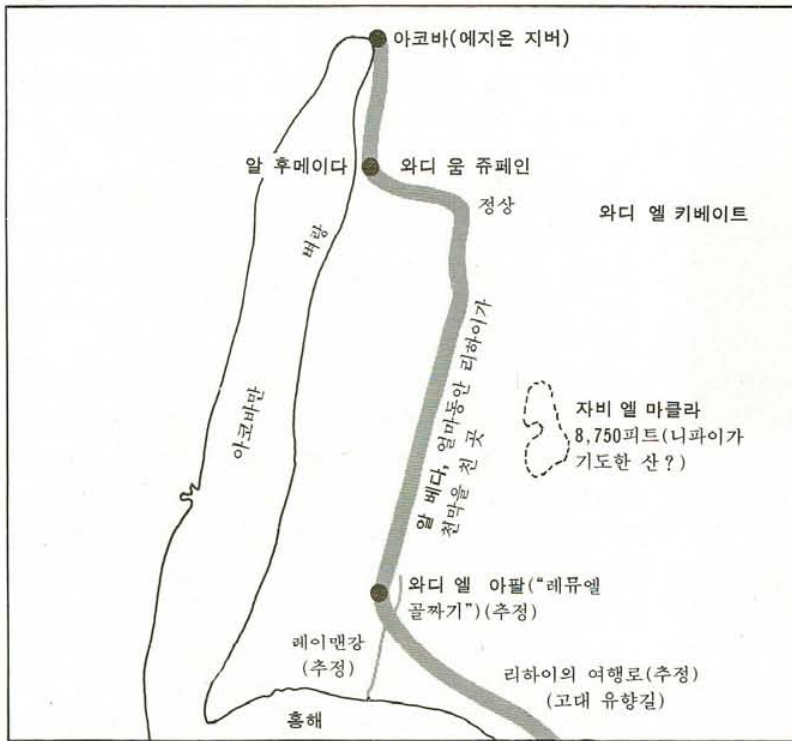 아코바(에지온 지버)
알 후메이다
와디 움 쥬페인
정상
와디 엘 키베이트
벼랑
아코바만
알 베다, 얼마동안 리하이가
천막을 친 곳
자비 엘 마클라
8,750피트(니파이가
기도한 산?)
와디 엘 아팔("레뮤엘
골짜기")(추정)
레이맨강
(추정)
리하이의 여행로(추정)
(고대 유향길)
홍해